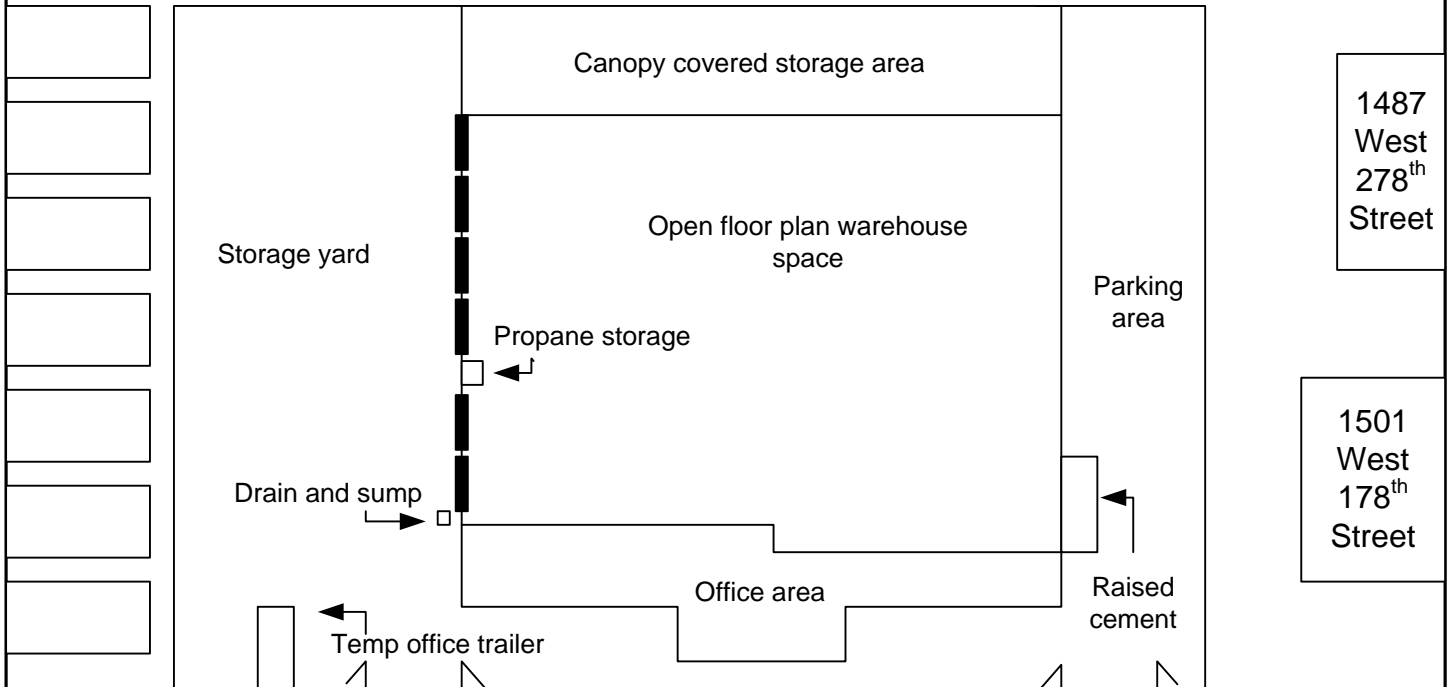 Canopy covered storage area
1487
West
278th
Street
Open floor plan warehouse
space
Storage yard
Parking
area
Propane storage
1501
West
178th
Street
Drain and sump
Office area
Raised
cement
Temp office trailer